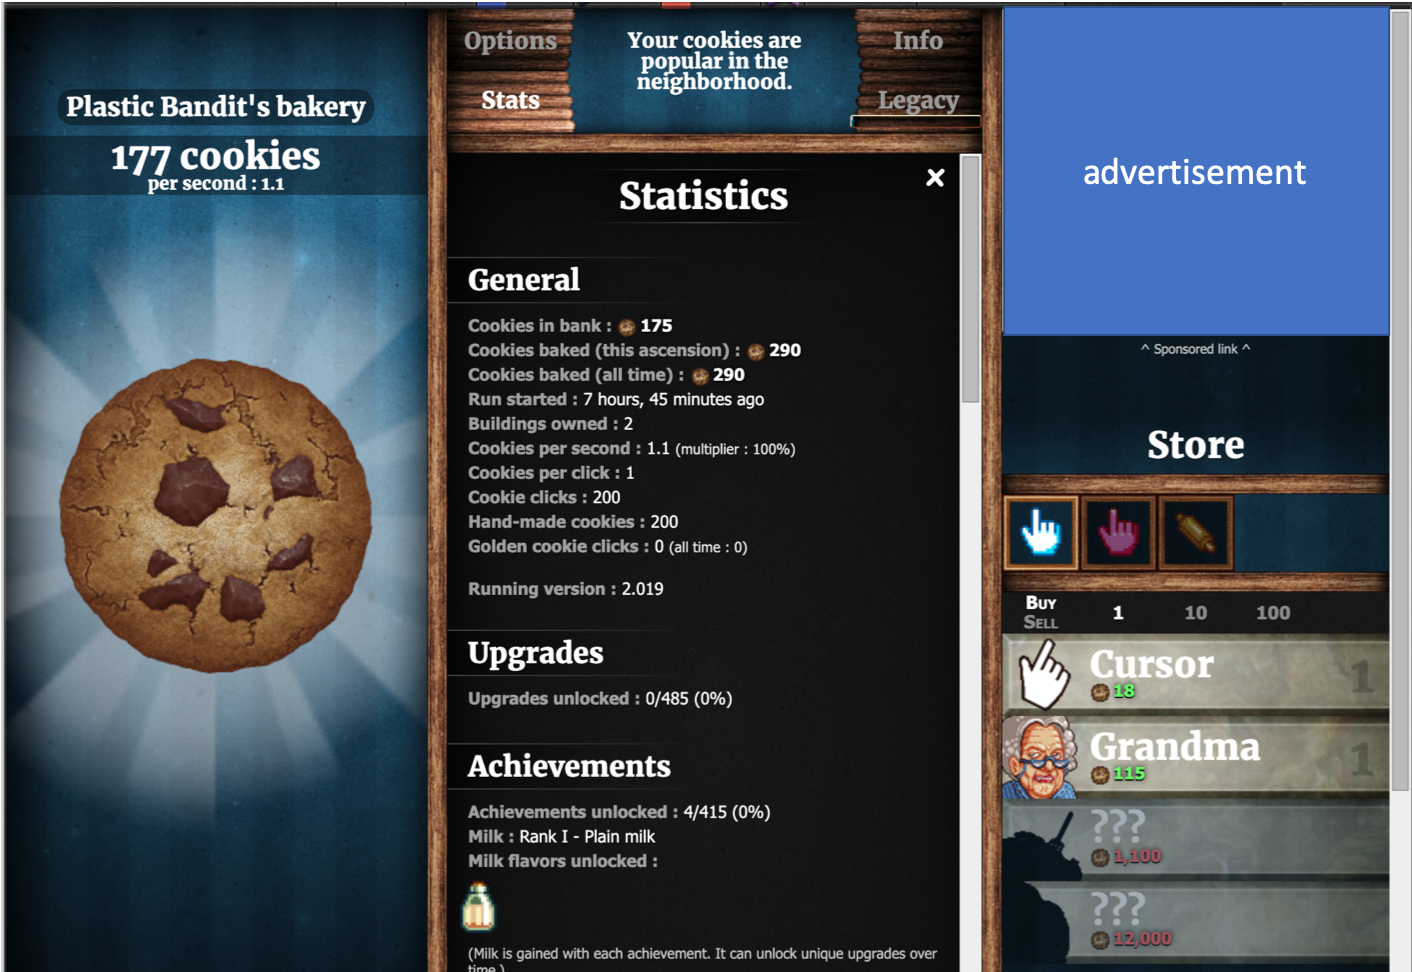 Plastic Bandit's bakery
177 cookies
per second : 1.1
Options
Stats
Your cookies are
popular in the
neighborhood.
Info
Legacy
Statistics
General
Cookies in bank : 175
Cookies baked (this ascension) : 290
Cookies baked (all time) : 290
Run started : 7 hours, 45 minutes ago
Buildings owned : 2
Cookies per second : 1.1 (multiplier : 100%)
Cookies per click : 1
Cookie clicks : 200
Hand-made cookies : 200
Golden cookie clicks : 0 (all time : 0)
Running version : 2.019
Upgrades
Upgrades unlocked : 0/485 (0%)
Achievements
Achievements unlocked : 4/415 (0%)
Milk : Rank I - Plain milk
Milk flavors unlocked :
(Milk is gained with each achievement. It can unlock unique upgrades over
time.)
advertisement
^ Sponsored link ^
Store
Buy
Sell
1 10 100
Cursor 1
18
Grandma 1
115
???
1,100
???
12,000